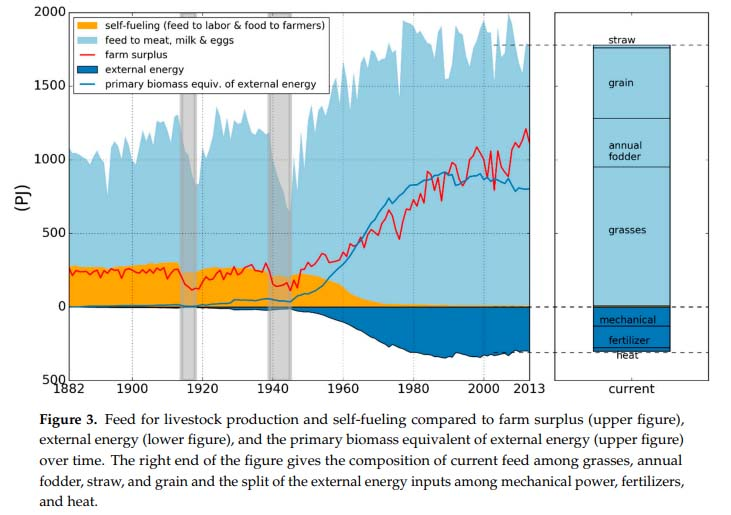 2000
1500
1000
500
0
500
(PJ)
self-fueling (feed to labor & food to farmers)
feed to meat, milk & eggs
farm surplus
external energy
primary biomass equiv. of external energy
1882
1900
1920
1940
1960
1980
2000
2013
straw
grain
annual
fodder
grasses
mechanical
fertilizer
heat
current
Figure 3. Feed for livestock production and self-fueling compared to farm surplus (upper figure),
external energy (lower figure), and the primary biomass equivalent of external energy (upper figure)
over time. The right end of the figure gives the composition of current feed among grasses, annual
fodder, straw, and grain and the split of the external energy inputs among mechanical power, fertilizers,
and heat.